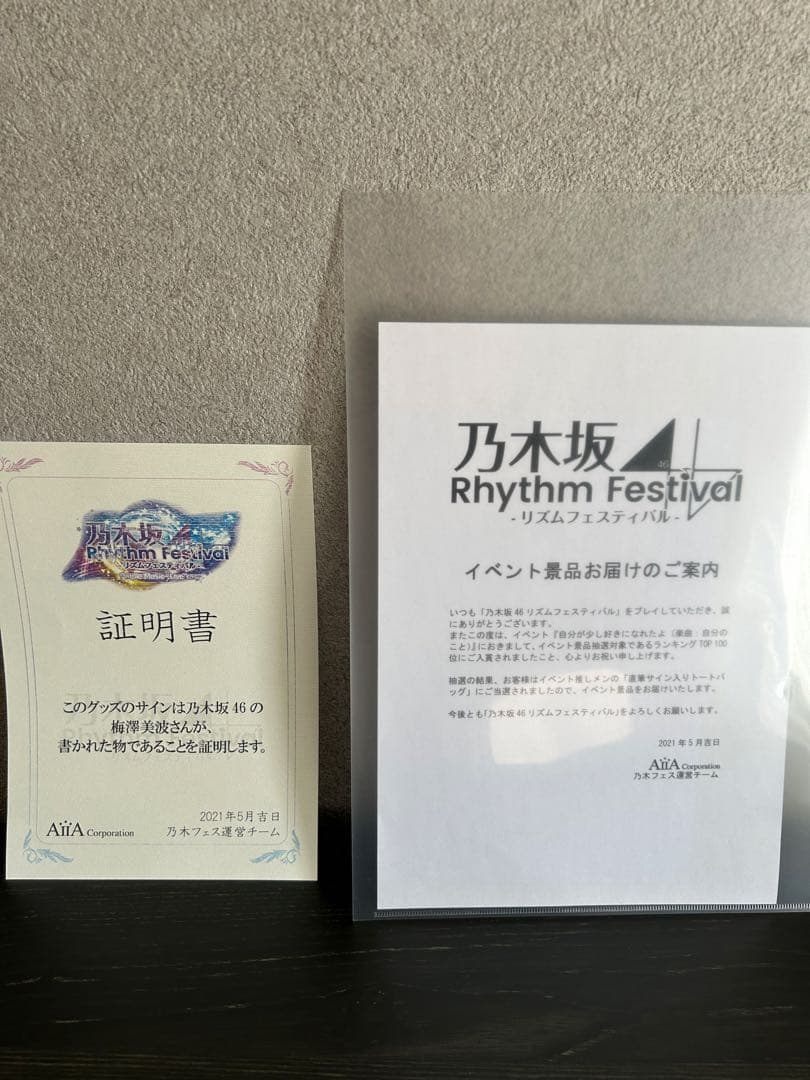 乃木坂46
Rhythm Festival
-リズムフェスティバル-
証明書
このグッズのサインは乃木坂46の
梅澤美波さんが、
書かれた物であることを証明します。
2021年5月吉日
AiiA Corporation
乃木フェス運営チーム
乃木坂46
Rhythm Festival
-リズムフェスティバル-
イベント景品お届けのご案内
いつも「乃木坂46リズムフェスティバル」をプレイしていただき、誠
にありがとうございます。
またこの度は、イベント『自分が少し好きになれたよ（楽曲：自分の
こと）』におきまして、イベント景品抽選対象であるランキングTOP100
位にご入賞されましたこと、心よりお祝い申し上げます。
抽選の結果、お客様はイベント推しメンの「直筆サイン入りトートバ
ッグ」にご当選されましたので、イベント景品をお届けいたします。
今後とも「乃木坂46リズムフェスティバル」をよろしくお願いします。
2021年5月吉日
AiiA Corporation
乃木フェス運営チーム